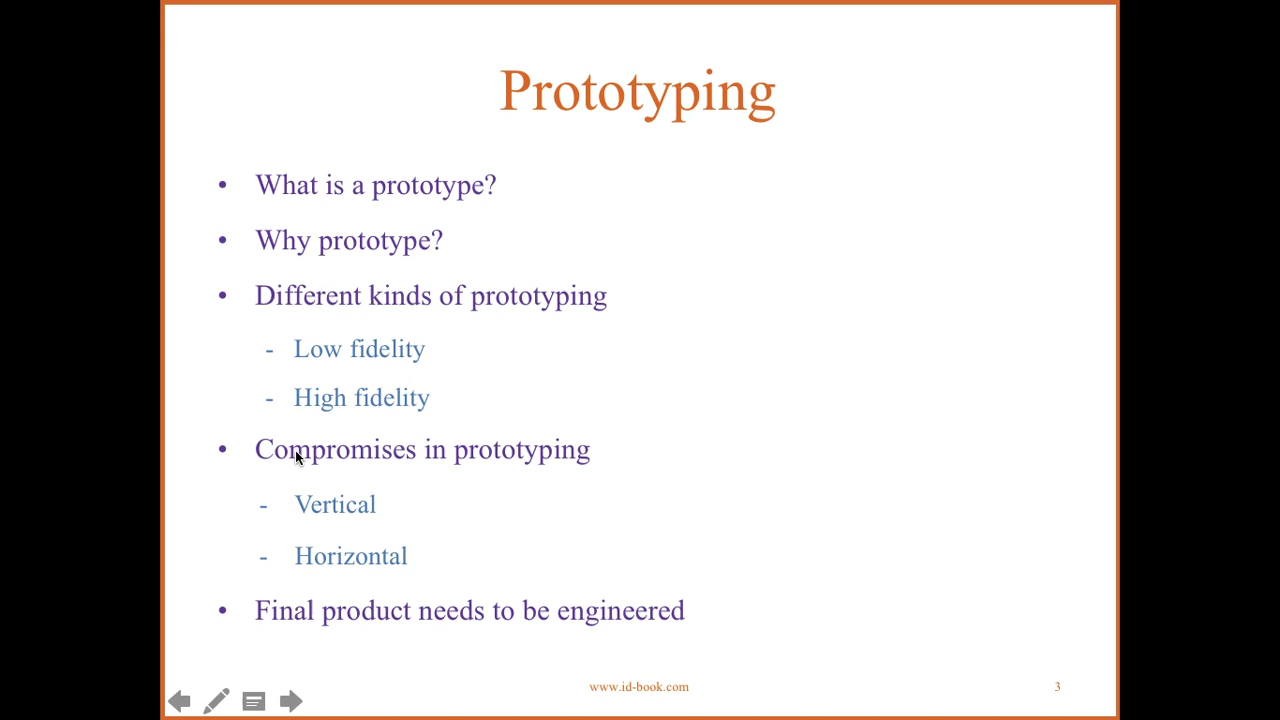 Prototyping
• What is a prototype?
• Why prototype?
• Different kinds of prototyping
- Low fidelity
- High fidelity
• Compromises in prototyping
- Vertical
- Horizontal
• Final product needs to be engineered
www.id-book.com
3